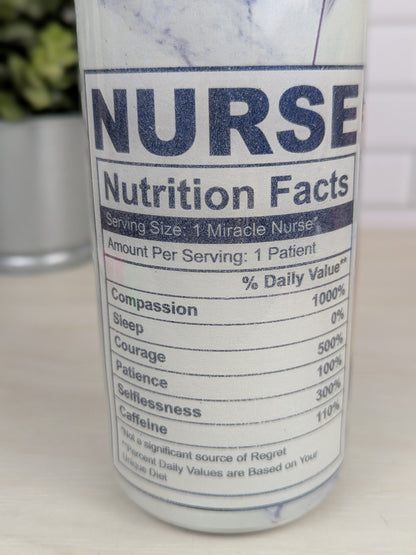 NURSE
Nutrition Facts
Serving Size: 1 Miracle Nurse*
Amount Per Serving: 1 Patient
% Daily Value**
Compassion 1000%
Sleep 0%
Courage 500%
Patience 100%
Selflessness 300%
Caffeine 110%
*Not a significant source of Regret
**Percent Daily Values are Based on Your
Unique Diet